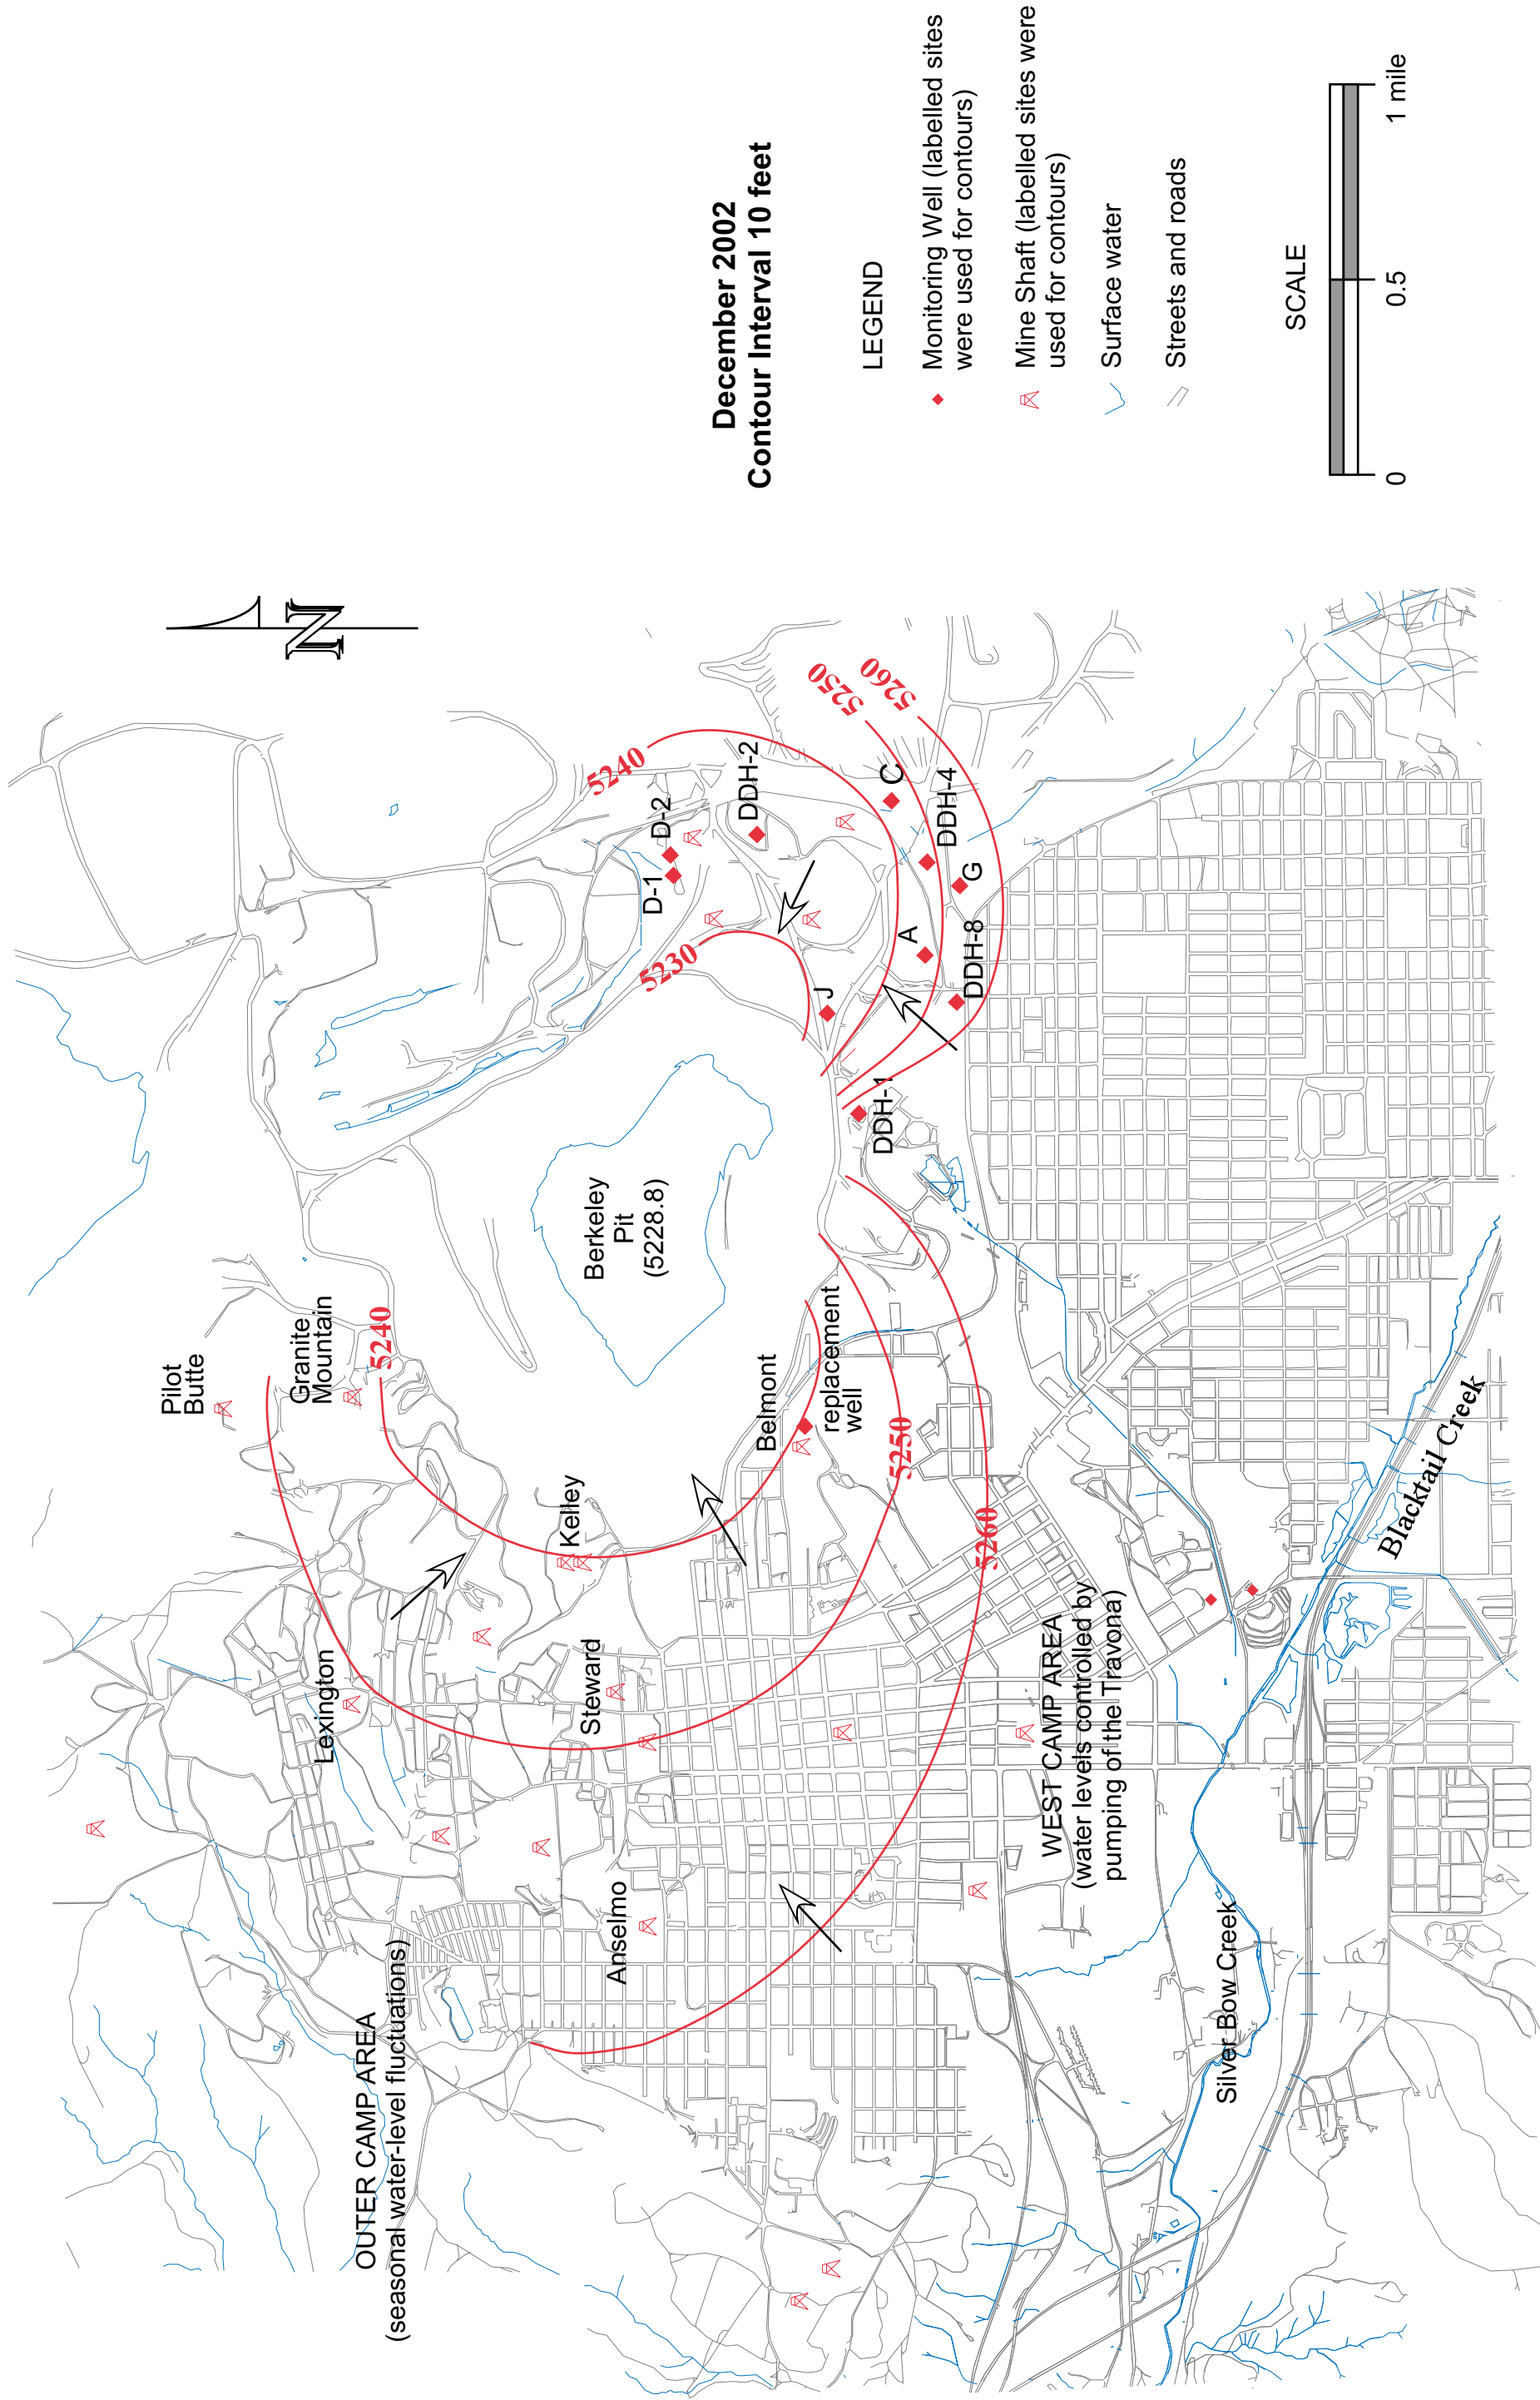 December 2002
Contour Interval 10 feet
LEGEND
Monitoring Well (labelled sites
were used for contours)
Mine Shaft (labelled sites were
used for contours)
Surface water
Streets and roads
SCALE
0
0.5
1 mile
N
Pilot
Butte
Granite
Mountain
5240
Lexington
OUTER CAMP AREA
(seasonal water-level fluctuations)
Kelley
Steward
Anselmo
Berkeley
Pit
(5228.8)
Belmont
replacement
well
5250
5260
5240
D-2
D-1
DDH-2
5230
5250
5260
C
J
A
DDH-4
G
DDH-8
DDH-1
WEST CAMP AREA
(water levels controlled by
pumping of the Travona)
Silver Bow Creek
Blacktail Creek